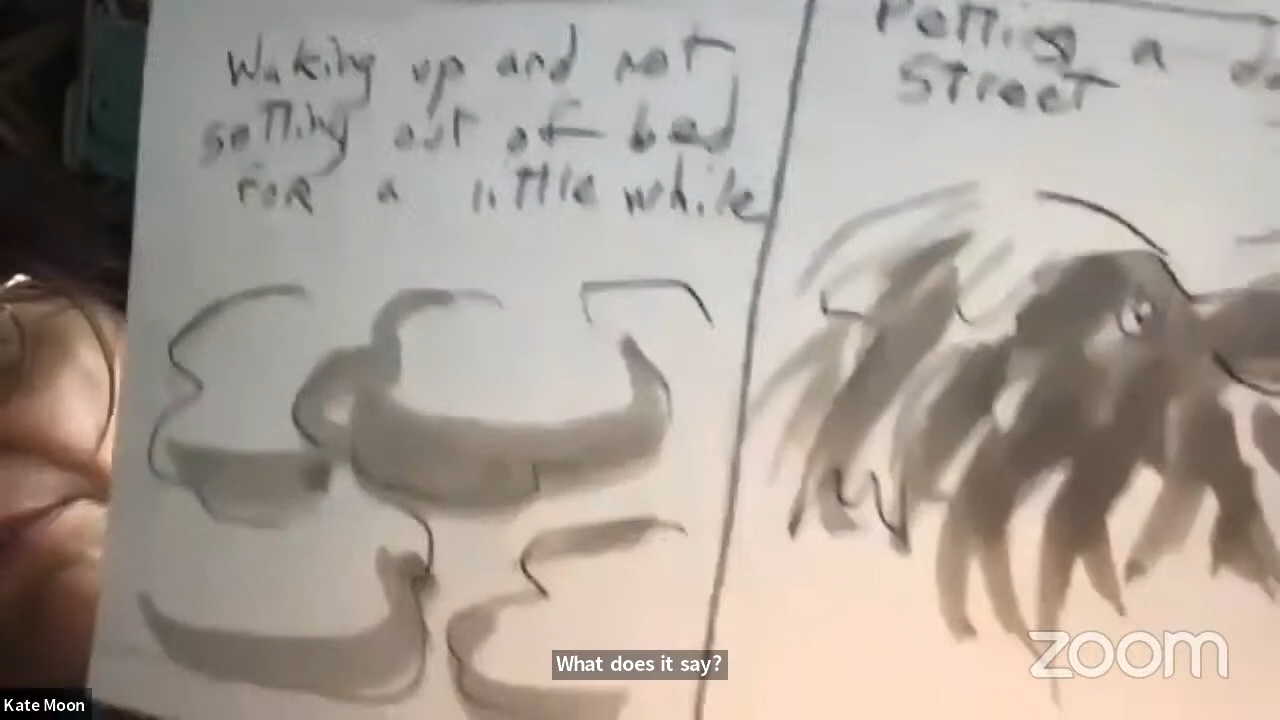 Waking up and not
getting out of bed
FOR a little while
Petting a
Street
What does it say?
zoom
Kate Moon